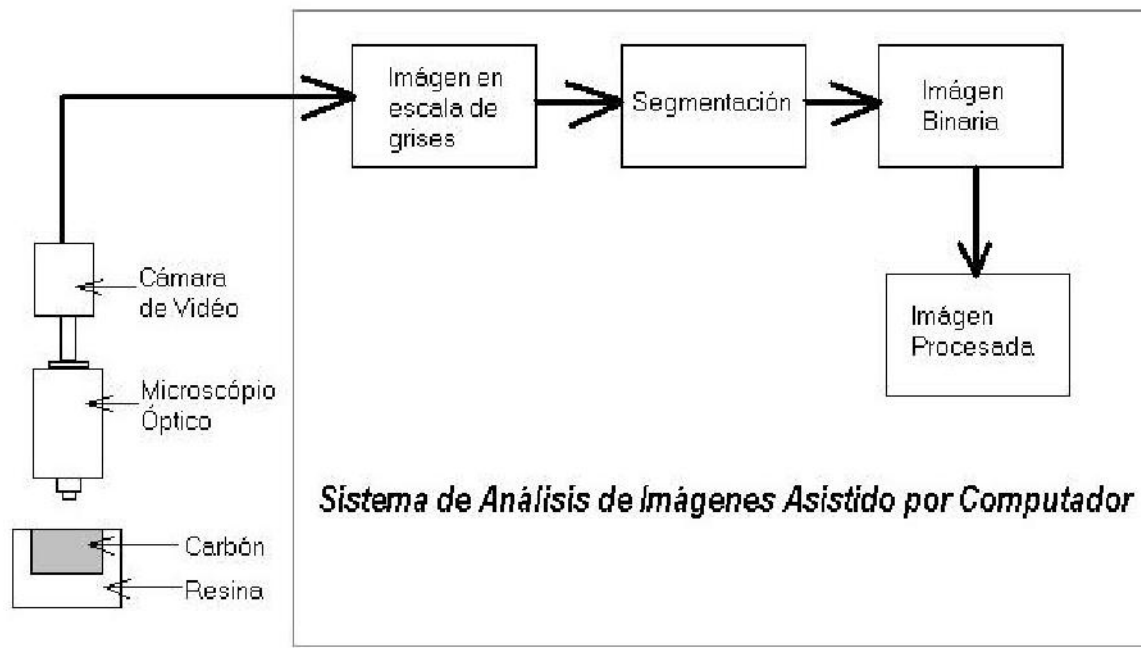 Imágen en
escala de
grises
Segmentación
Imágen
Binaria
Cámara
de Vidéo
Imágen
Procesada
Microscópio
Óptico
Sistema de Análisis de Imágenes Asistido por Computador
Carbón
Resina